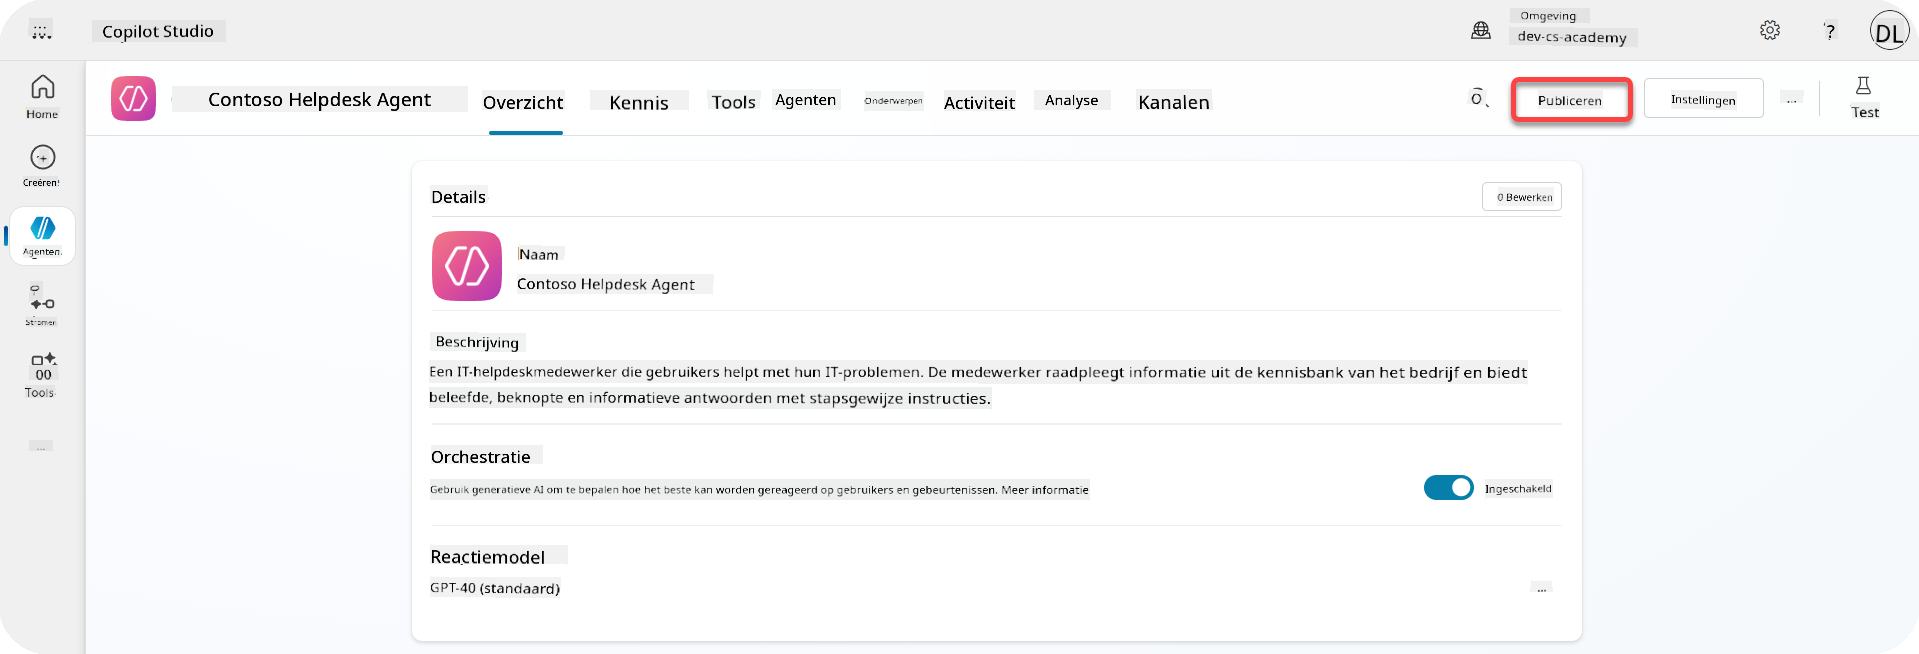 Copilot Studio
Omgeving
dev-cs-academy
?
DL
Home
Creëren!
Agenten.
Stromen
Tools
Contoso Helpdesk Agent
Overzicht
Kennis
Tools
Agenten
Onderwerpen
Activiteit
Analyse
Kanalen
Publiceren
Instellingen
...
Test
Details
0 Bewerken
Naam
Contoso Helpdesk Agent
Beschrijving
Een IT-helpdeskmedewerker die gebruikers helpt met hun IT-problemen. De medewerker raadpleegt informatie uit de kennisbank van het bedrijf en biedt
beleefde, beknopte en informatieve antwoorden met stapsgewijze instructies.
Orchestratie
Gebruik generatieve AI om te bepalen hoe het beste kan worden gereageerd op gebruikers en gebeurtenissen. Meer informatie
Ingeschakeld
Reactiemodel
GPT-40 (standaard)
...